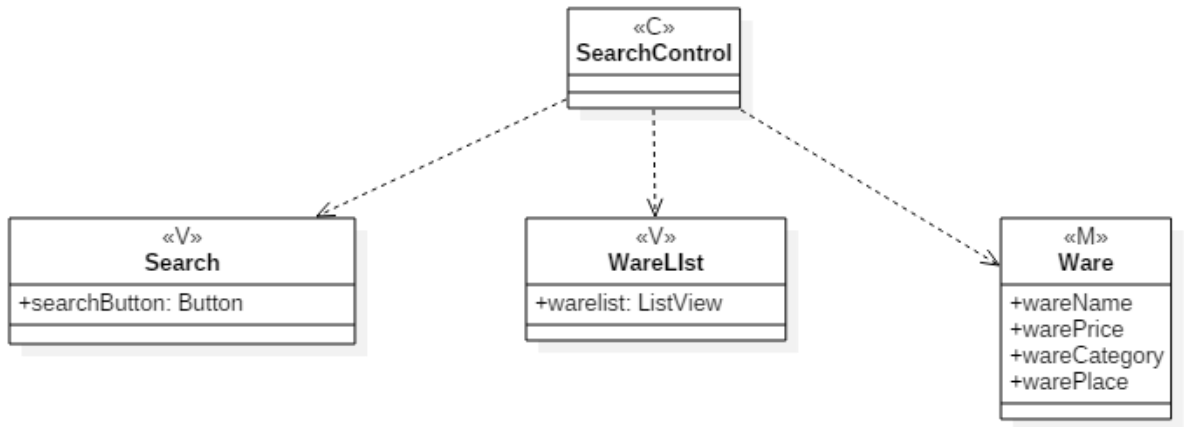 «C»
SearchControl
«V»
Search
+searchButton: Button
«V»
WareLIst
+warelist: ListView
«M»
Ware
+wareName
+warePrice
+wareCategory
+warePlace